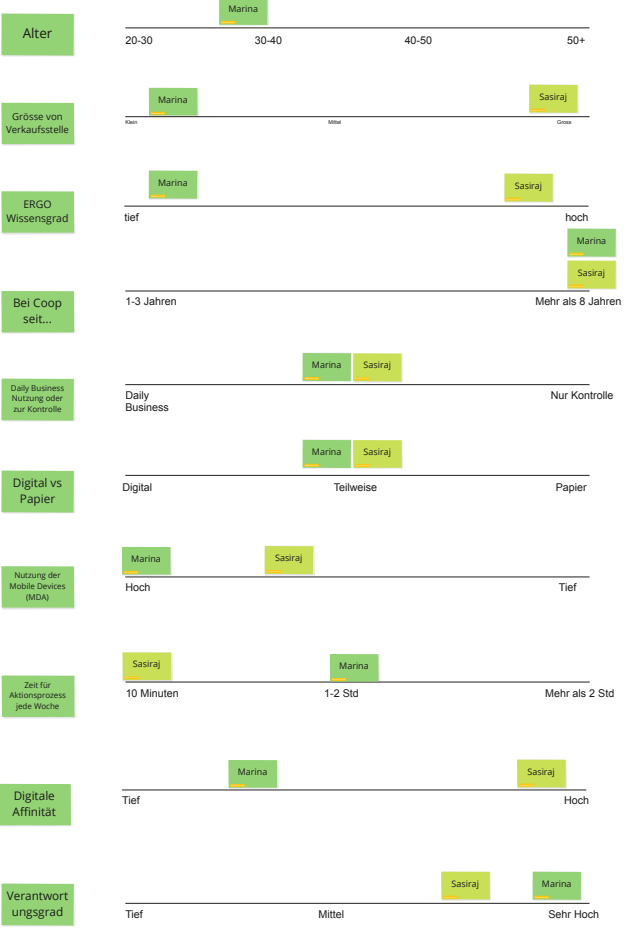 Marina
Alter
20-30 30-40 40-50 50+
Marina Sasiraj
Grösse von
Verkaufsstelle
Klein Mittel Gross
Marina Sasiraj
ERGO
Wissensgrad
tief hoch
Marina
Sasiraj
Bei Coop
seit...
1-3 Jahren Mehr als 8 Jahren
Marina Sasiraj
Daily Business
Nutzung oder
zur Kontrolle
Daily
Business
Nur Kontrolle
Marina Sasiraj
Digital vs
Papier
Digital Teilweise Papier
Marina Sasiraj
Nutzung der
Mobile Devices
(MDA)
Hoch Tief
Sasiraj Marina
Zeit für
Aktionsprozess
jede Woche
10 Minuten 1-2 Std Mehr als 2 Std
Marina Sasiraj
Digitale
Affinität
Tief Hoch
Sasiraj Marina
Verantwort
ungsgrad
Tief Mittel Sehr Hoch